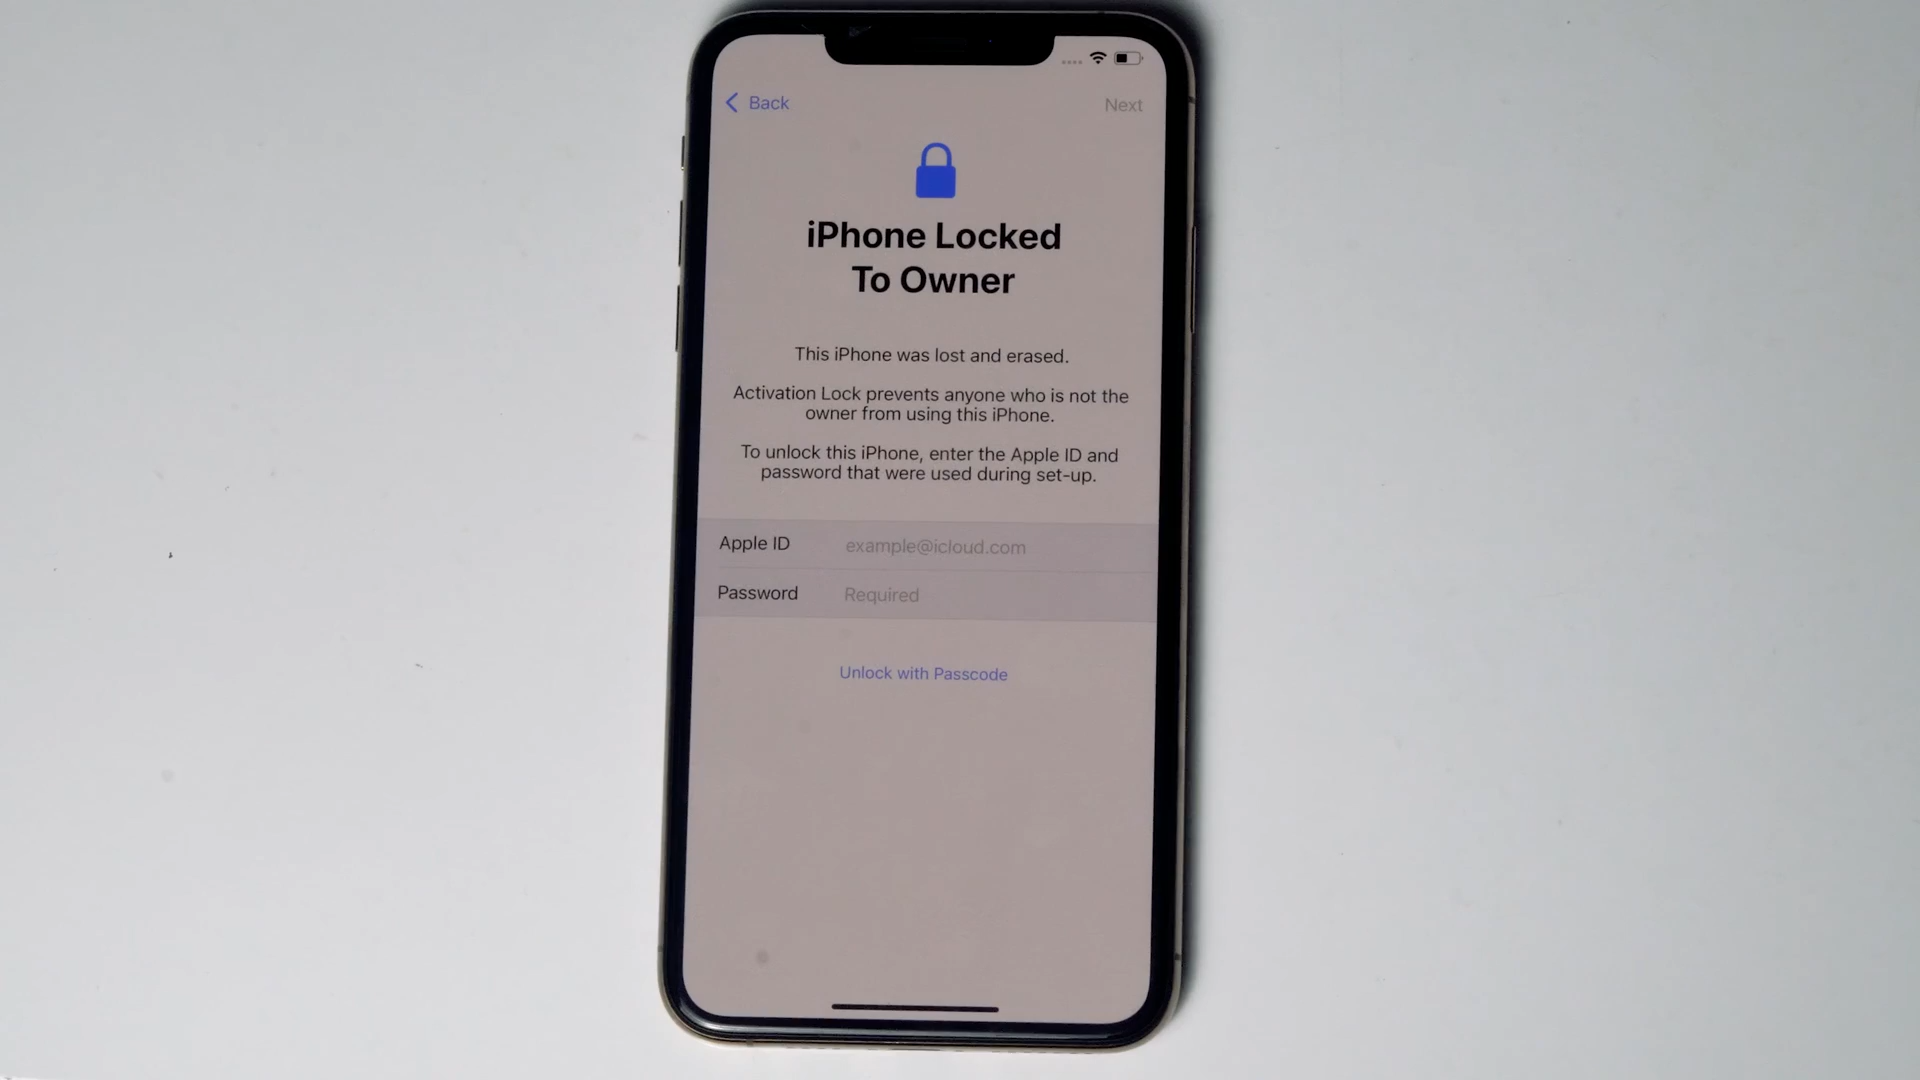 Back
Next
iPhone Locked
To Owner
This iPhone was lost and erased.
Activation Lock prevents anyone who is not the
owner from using this iPhone.
To unlock this iPhone, enter the Apple ID and
password that were used during set-up.
Apple ID example@icloud.com
Password Required
Unlock with Passcode